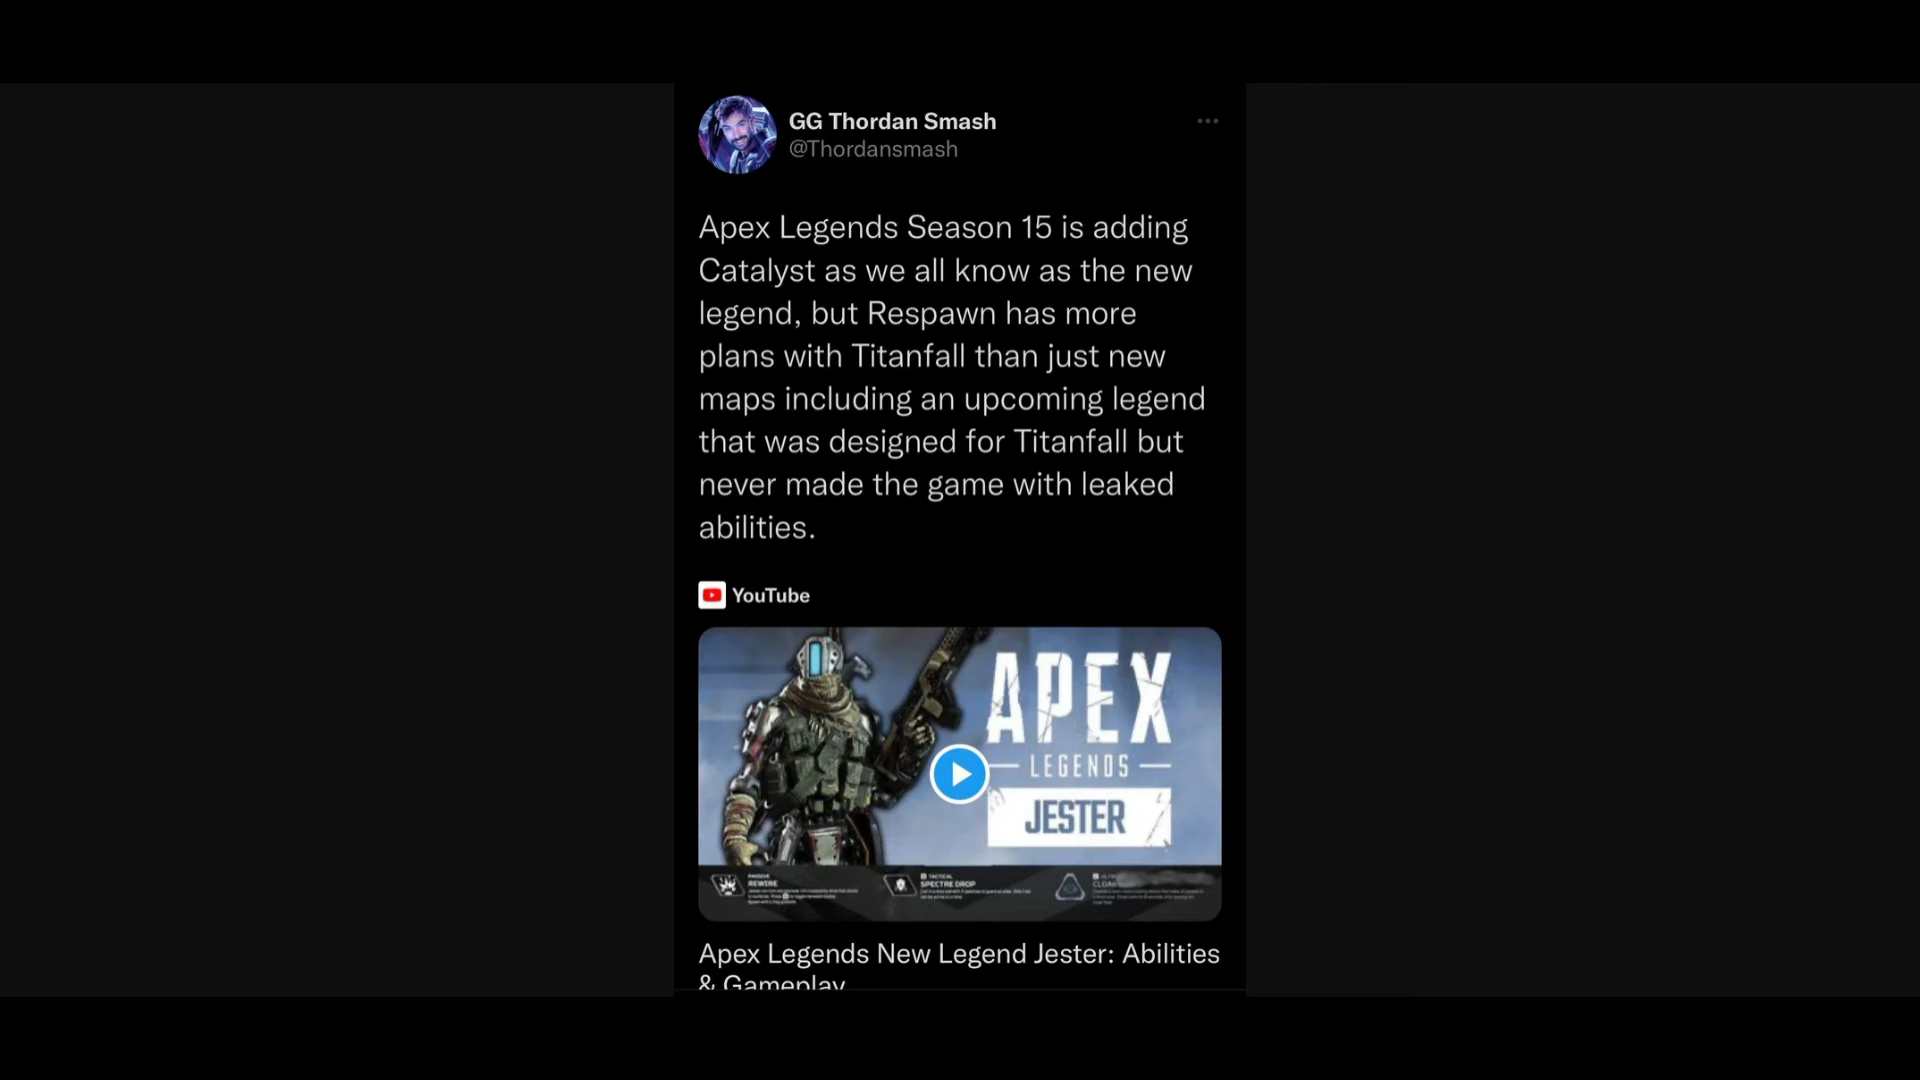 GG Thordan Smash
@Thordansmash
Apex Legends Season 15 is adding
Catalyst as we all know as the new
legend, but Respawn has more
plans with Titanfall than just new
maps including an upcoming legend
that was designed for Titanfall but
never made the game with leaked
abilities.
YouTube
APEX
LEGENDS
JESTER
PASSIVE
REWIRE
TACTICAL
SPECTRE DROP
Apex Legends New Legend Jester: Abilities
& Gameplay